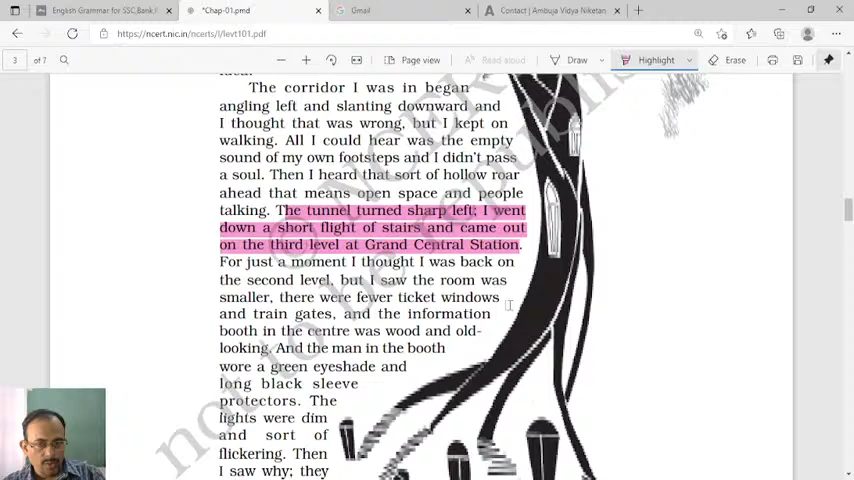 English Grammar for SSC,Bank,
*Chap-01.pmd
Gmail
Contact | Ambuja Vidya Niketan
https://ncert.nic.in/ncerts/l/levt101.pdf
3 of 7
Page view
Read aloud
Draw
Highlight
Erase
The corridor I was in began
angling left and slanting downward and
I thought that was wrong, but I kept on
walking. All I could hear was the empty
sound of my own footsteps and I didn't pass
a soul. Then I heard that sort of hollow roar
ahead that means open space and people
talking. The tunnel turned sharp left; I went
down a short flight of stairs and came out
on the third level at Grand Central Station.
For just a moment I thought I was back on
the second level, but I saw the room was
smaller, there were fewer ticket windows
and train gates, and the information
booth in the centre was wood and old-
looking. And the man in the booth
wore a green eyeshade and
long black sleeve
protectors. The
lights were dim
and sort of
flickering. Then
I saw why; they
© NCERT
not to be republis